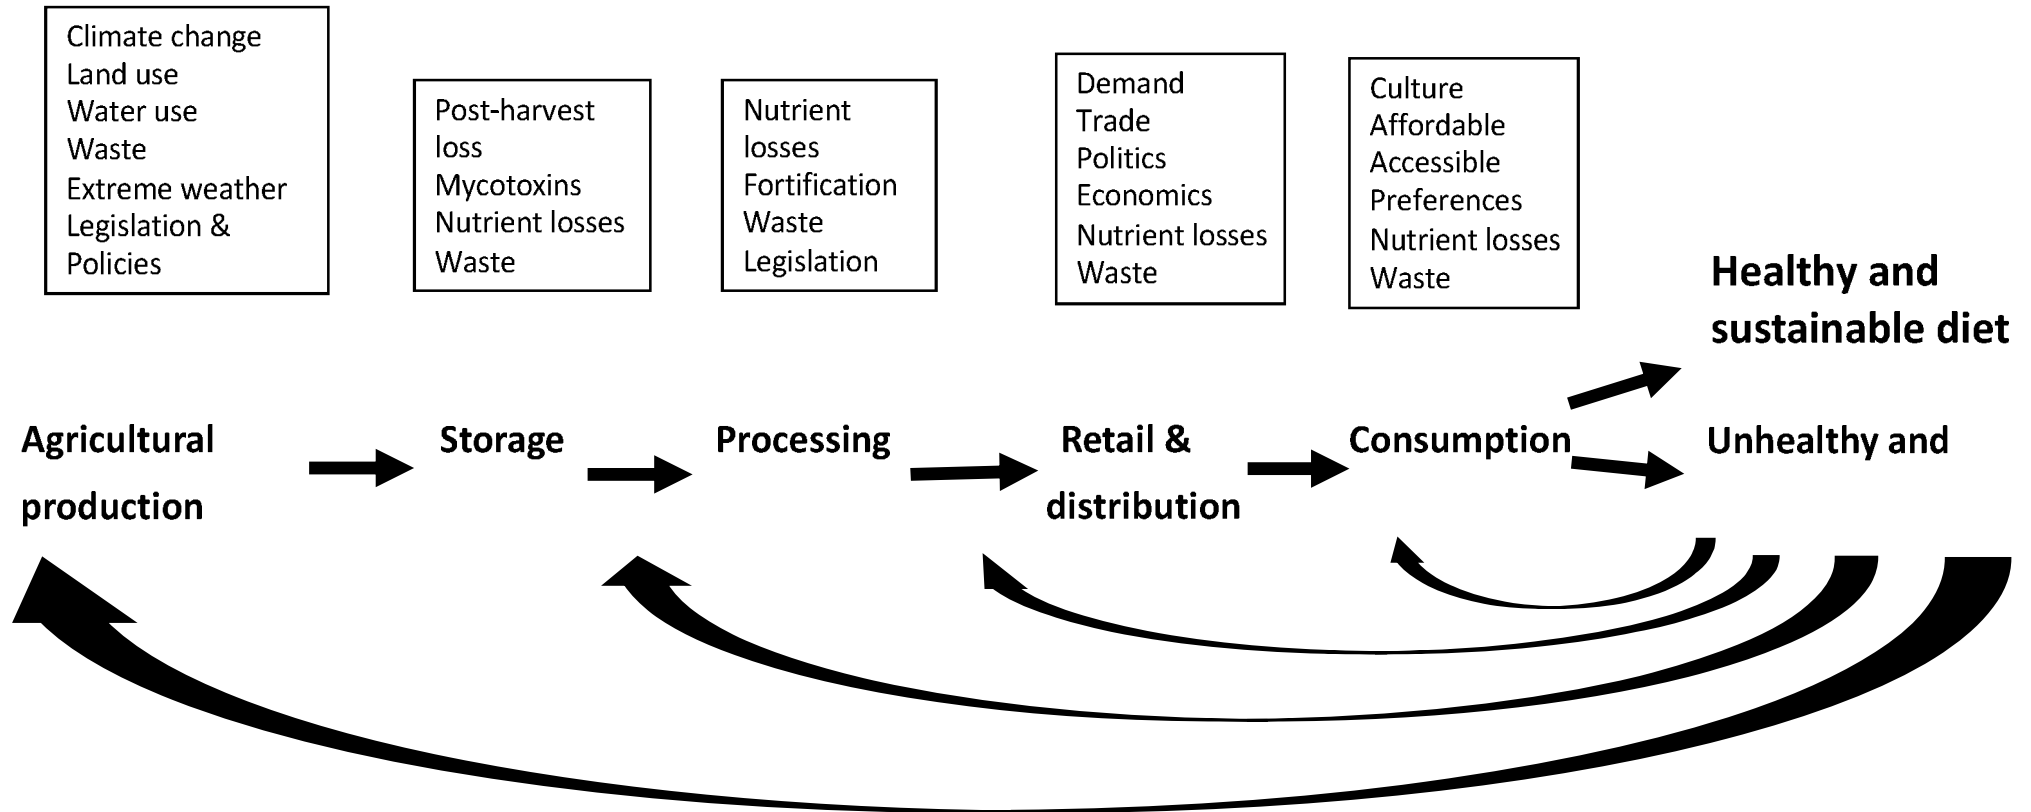 Climate change
Land use
Water use
Waste
Extreme weather
Legislation &
Policies
Post-harvest
loss
Mycotoxins
Nutrient losses
Waste
Nutrient
losses
Fortification
Waste
Legislation
Demand
Trade
Politics
Economics
Nutrient losses
Waste
Culture
Affordable
Accessible
Preferences
Nutrient losses
Waste
Healthy and
sustainable diet
Agricultural
production
Storage
Processing
Retail &
distribution
Consumption
Unhealthy and